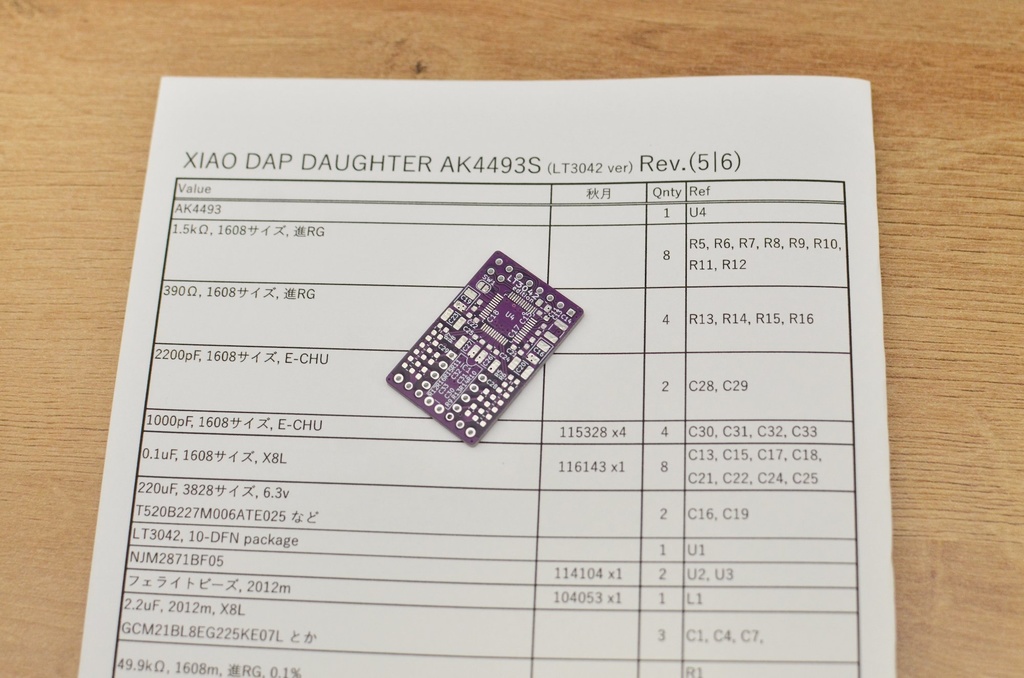 XIAO DAP DAUGHTER AK4493S (LT3042 ver) Rev.(5|6)
Value 秋月 Qnty Ref
AK4493 1 U4
1.5kΩ, 1608サイズ, 進RG 8 R5, R6, R7, R8, R9, R10,
R11, R12
390Ω, 1608サイズ, 進RG 4 R13, R14, R15, R16
2200pF, 1608サイズ, E-CHU 2 C28, C29
1000pF, 1608サイズ, E-CHU 115328 x4 4 C30, C31, C32, C33
0.1uF, 1608サイズ, X8L 116143 x1 8 C13, C15, C17, C18,
C21, C22, C24, C25
220uF, 3828サイズ, 6.3v
T520B227M006ATE025 など 2 C16, C19
LT3042, 10-DFN package 1 U1
NJM2871BF05 114104 x1 2 U2, U3
フェライトビーズ, 2012m 104053 x1 1 L1
2.2uF, 2012m, X8L
GCM21BL8EG225KE07L とか 3 C1, C4, C7,
49.9kΩ, 1608m, 進RG, 0.1% R1
LT3042
edition
U4